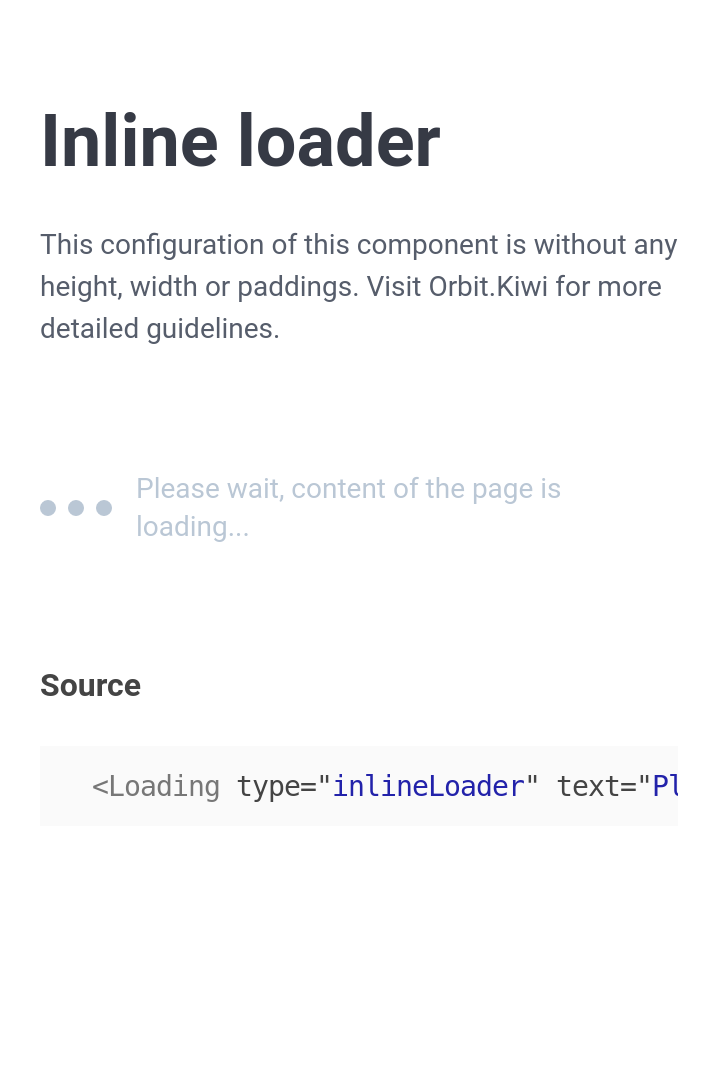 Inline loader
This configuration of this component is without any
height, width or paddings. Visit Orbit.Kiwi for more
detailed guidelines.
Please wait, content of the page is
loading...
Source
<Loading type="inlineLoader" text="Pl